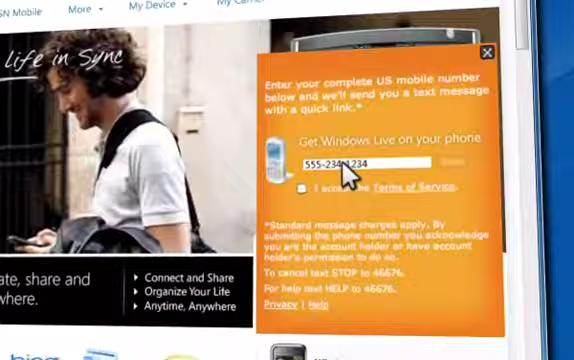 SN Mobile
More
My Device
My Carrier
life in Sync
Enter your complete US mobile number
below and we'll send you a text message
with a quick link.*
Get Windows Live on your phone
555-234-1234
I accept the Terms of Service.
*Standard message charges apply. By
submitting the phone number you acknowledge
you are the account holder or have account
holder's permission to do so.
To cancel text STOP to 46676.
For help text HELP to 46676.
Privacy | Help
ate, share and
where.
Connect and Share
Organize Your Life
Anytime, Anywhere
bing